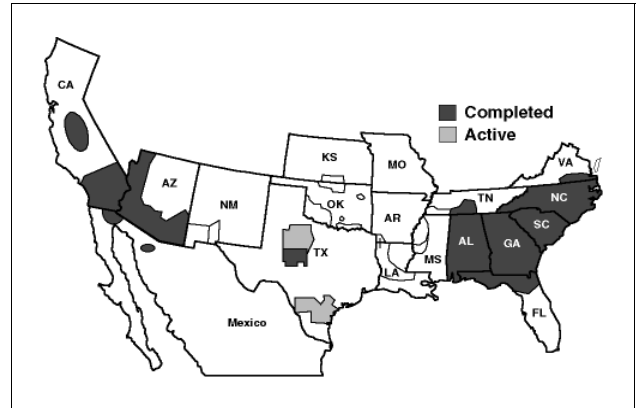 CA
Completed
Active
KS
MO
VA
AZ
NM
OK
AR
TN
NC
SC
TX
MS
AL
GA
LA
FL
Mexico